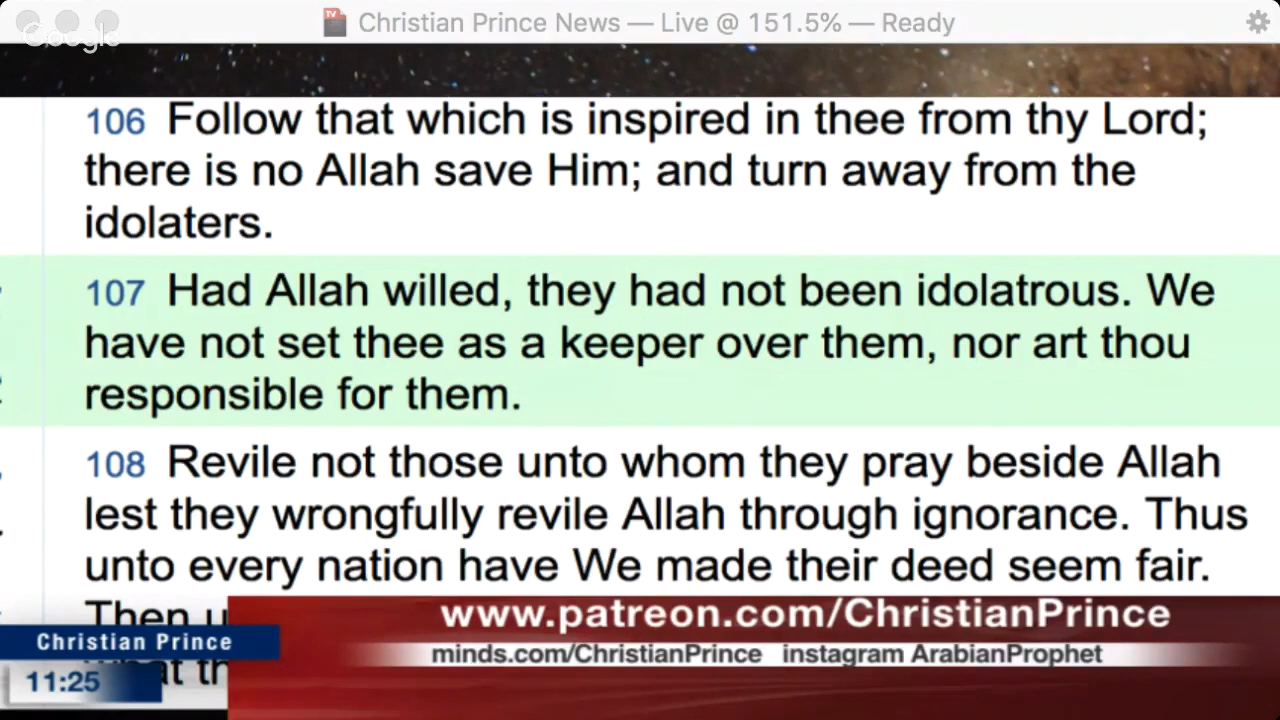 Christian Prince News — Live @ 151.5% — Ready
Google
106 Follow that which is inspired in thee from thy Lord;
there is no Allah save Him; and turn away from the
idolaters.
107 Had Allah willed, they had not been idolatrous. We
have not set thee as a keeper over them, nor art thou
responsible for them.
108 Revile not those unto whom they pray beside Allah
lest they wrongfully revile Allah through ignorance. Thus
unto every nation have We made their deed seem fair.
Then
www.patreon.com/ChristianPrince
Christian Prince
minds.com/ChristianPrince instagram ArabianProphet
11:25